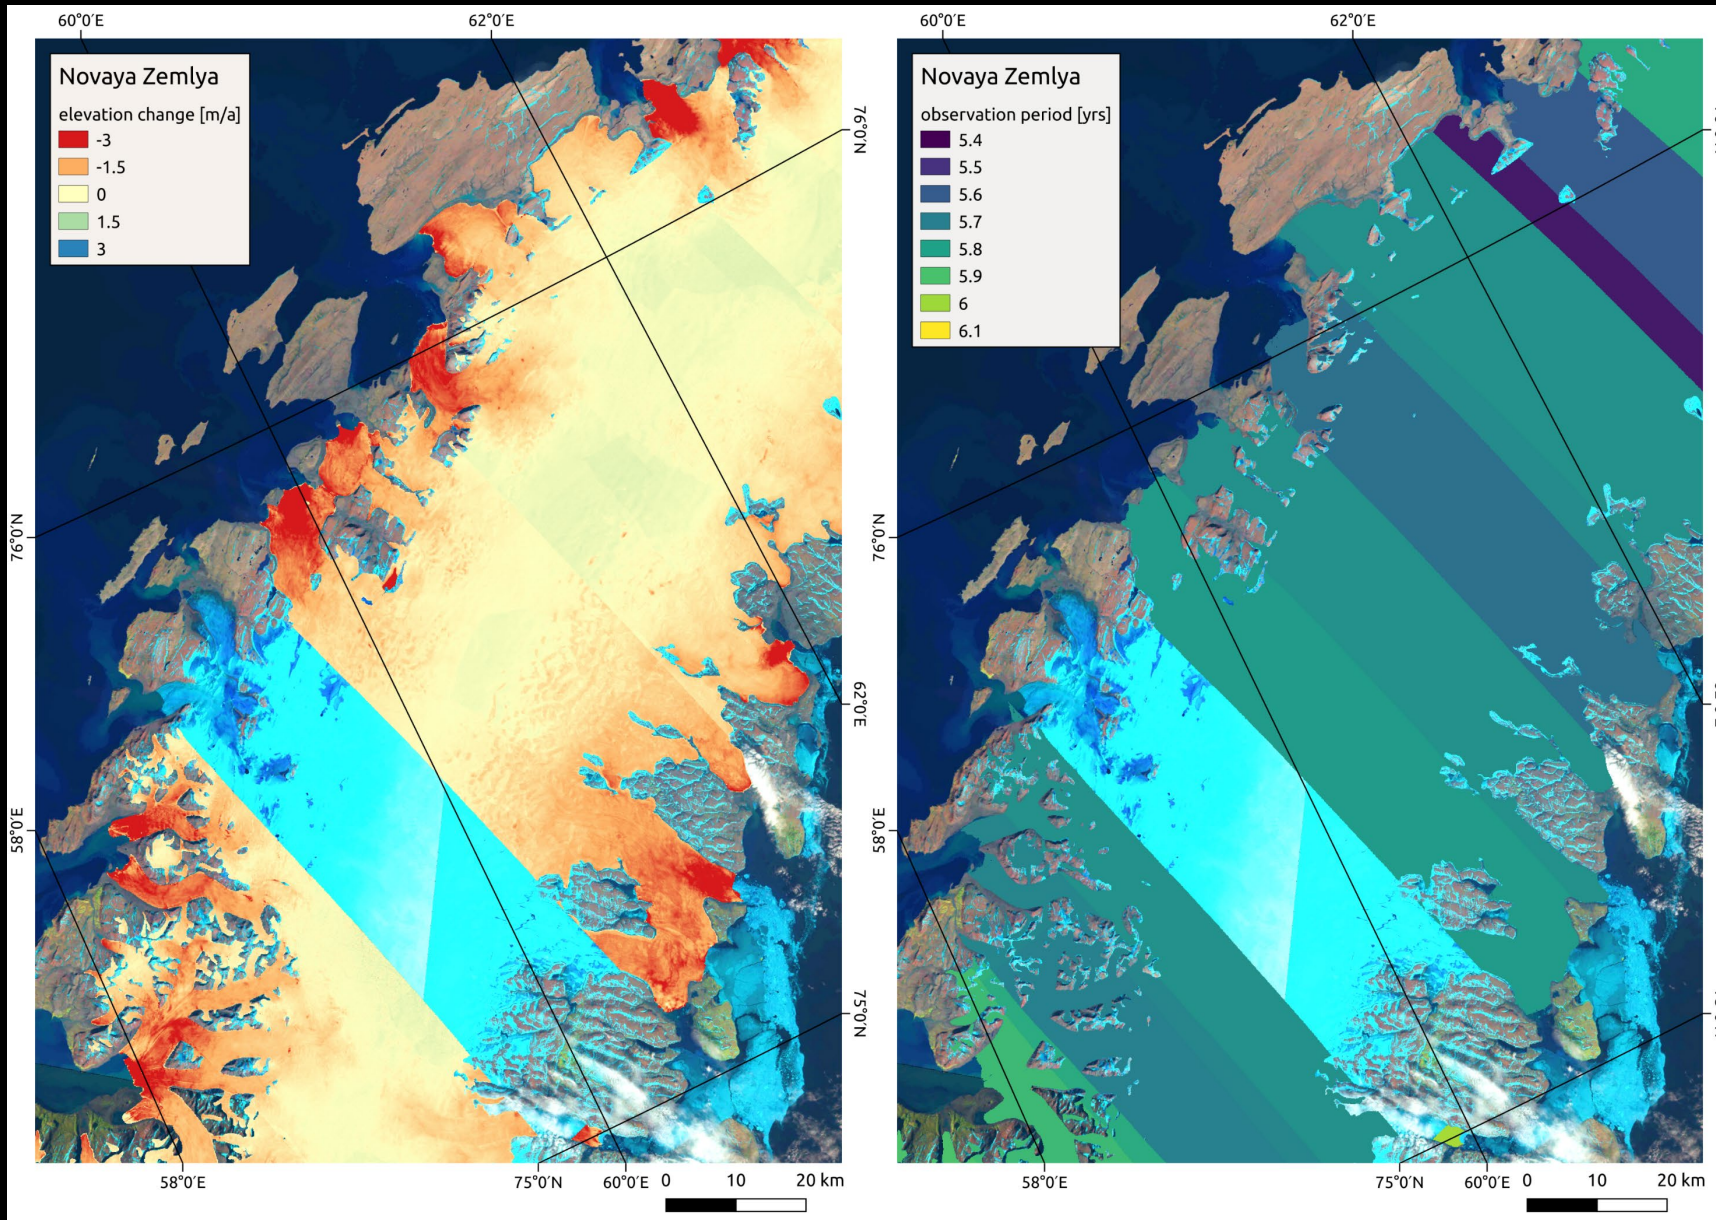 60°0′E
62°0′E
60°0′E
62°0′E
Novaya Zemlya
elevation change [m/a]
-3
-1.5
0
1.5
3
Novaya Zemlya
observation period [yrs]
5.4
5.5
5.6
5.7
5.8
5.9
6
6.1
76°0′N
76°0′N
76°0′N
62°0′E
58°0′E
58°0′E
75°0′N
58°0′E
75°0′N
60°0′E
0
10
20 km
58°0′E
75°0′N
60°0′E
0
10
20 km